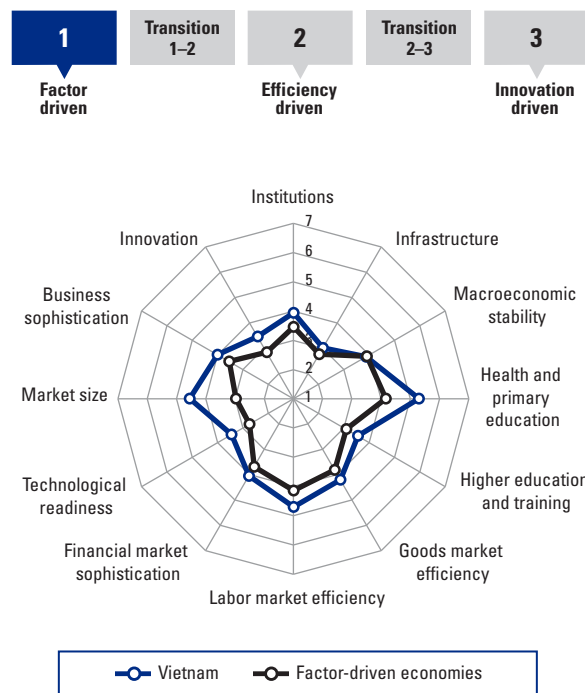 1
Transition
1–2
2
Transition
2–3
3
Factor
driven
Efficiency
driven
Innovation
driven
Institutions
7
6
5
4
3
2
1
Infrastructure
Macroeconomic
stability
Health and
primary
education
Higher education
and training
Goods market
efficiency
Labor market efficiency
Financial market
sophistication
Technological
readiness
Market size
Business
sophistication
Innovation
Vietnam
Factor-driven economies